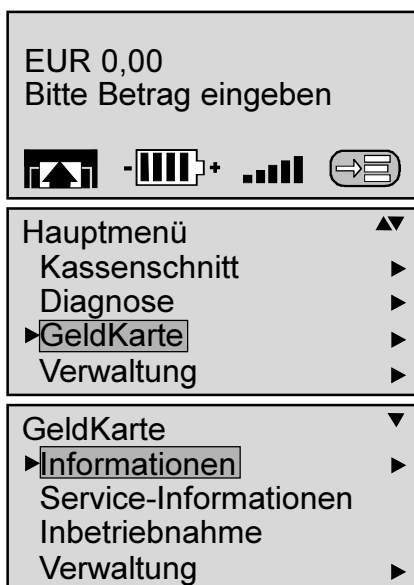 EUR 0,00
Bitte Betrag eingeben
Hauptmenü
Kassenschnitt
Diagnose
GeldKarte
Verwaltung
GeldKarte
Informationen
Service-Informationen
Inbetriebnahme
Verwaltung